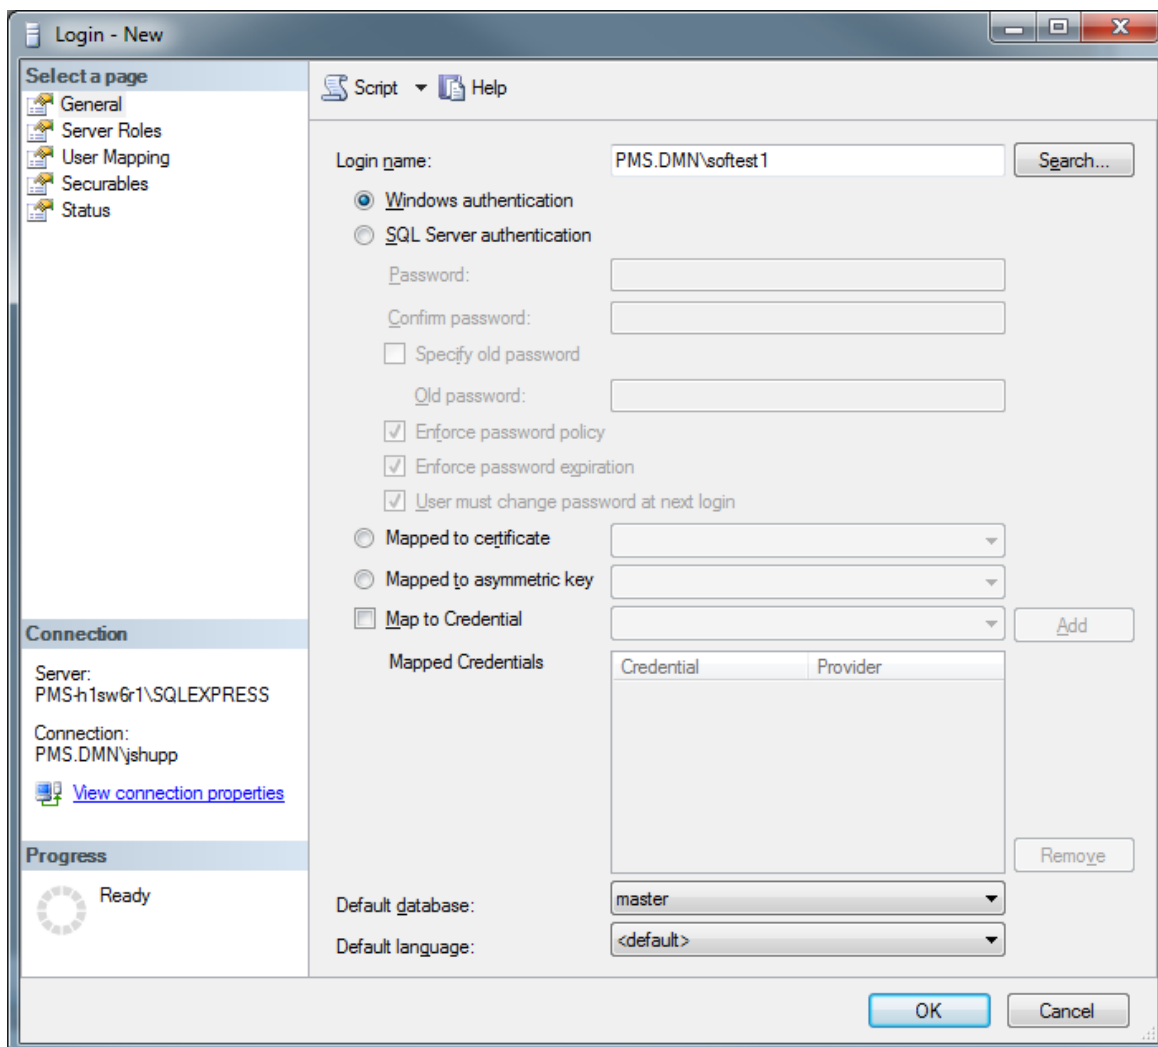 Login - New
Select a page
General
Server Roles
User Mapping
Securables
Status
Connection
Server:
PMS-h1sw6r1\SQLEXPRESS
Connection:
PMS.DMN\jshupp
View connection properties
Progress
Ready
Script
Help
Login name:
PMS.DMN\softest1
Search...
Windows authentication
SQL Server authentication
Password:
Confirm password:
Specify old password
Old password:
Enforce password policy
Enforce password expiration
User must change password at next login
Mapped to certificate
Mapped to asymmetric key
Map to Credential
Add
Mapped Credentials
Credential Provider
Remove
Default database:
master
Default language:
<default>
OK
Cancel